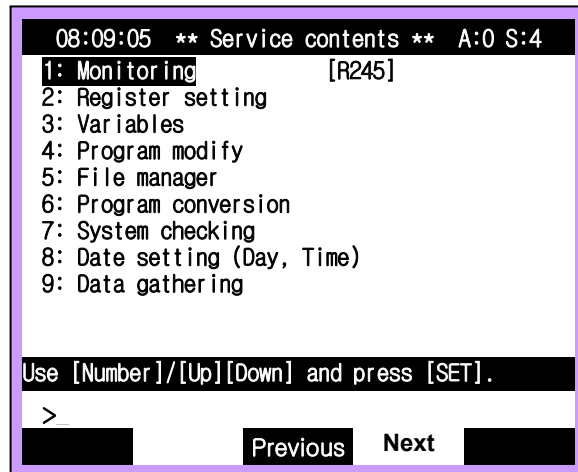 08:09:05 ** Service contents ** A:0 S:4
1: Monitoring [R245]
2: Register setting
3: Variables
4: Program modify
5: File manager
6: Program conversion
7: System checking
8: Date setting (Day, Time)
9: Data gathering
Use [Number]/[Up][Down] and press [SET].
>_
Previous Next